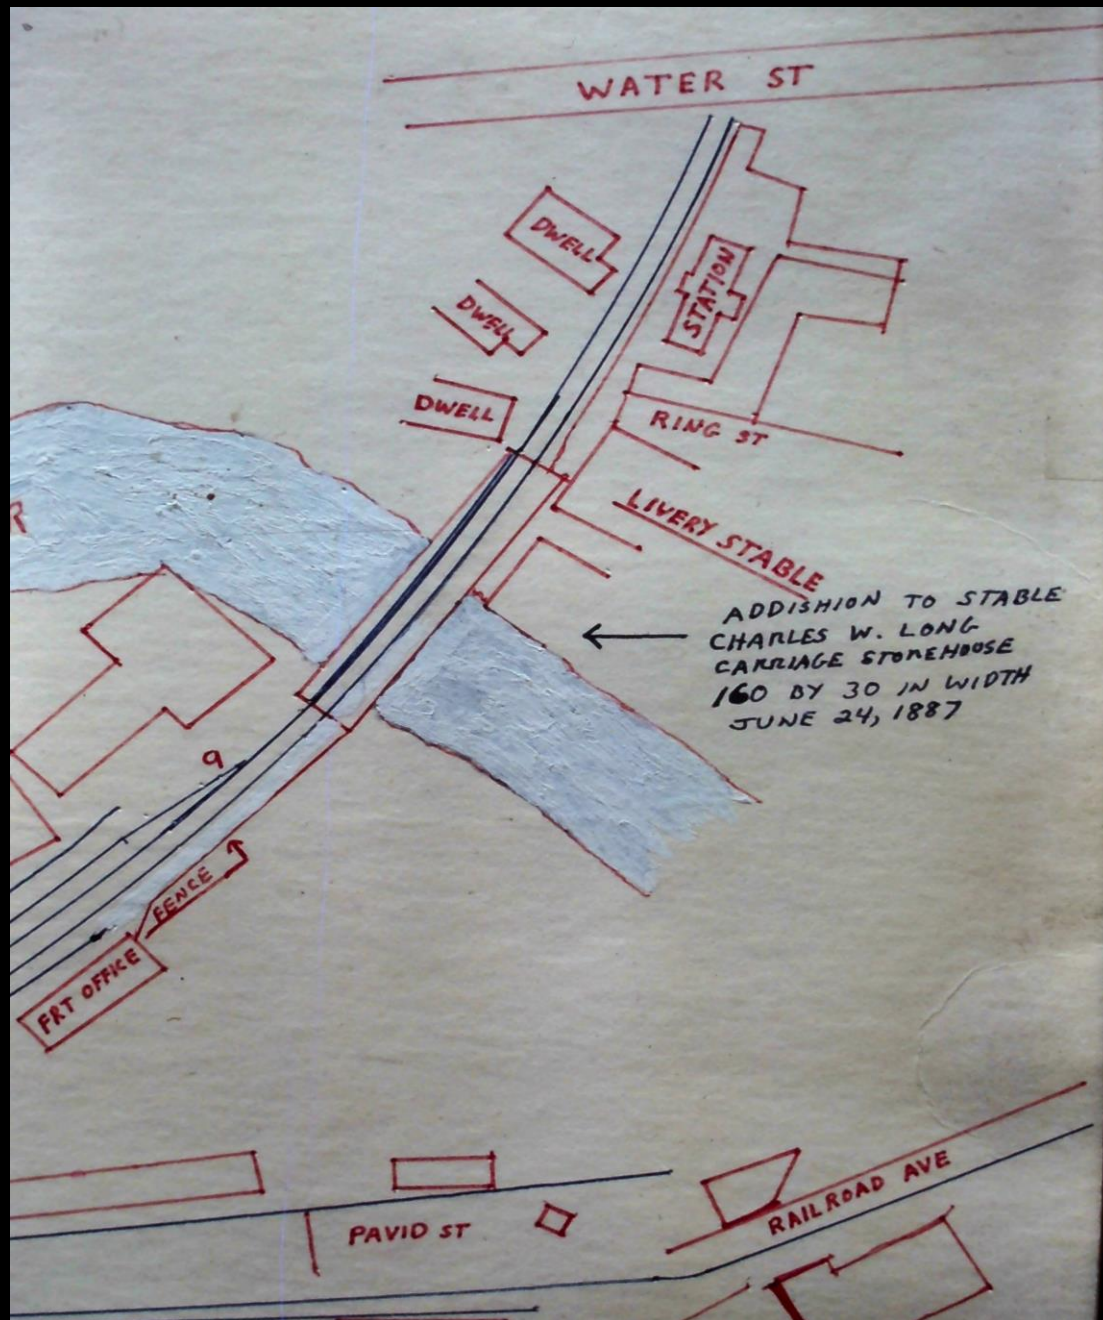 WATER ST
DWELL
DWELL
STATION
DWELL
RING ST
R
LIVERY STABLE
ADDISHION TO STABLE
CHARLES W. LONG
CARRIAGE STOREHOOSE
160 BY 30 IN WIDTH
JUNE 24, 1887
9
FENCE
FRT OFFICE
PAVID ST
RAILROAD AVE